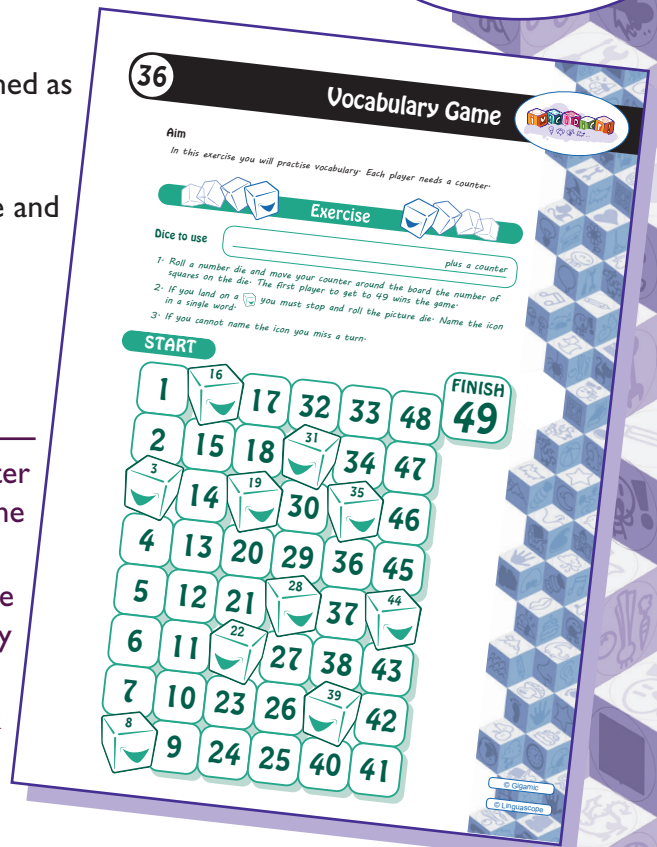 ned as
e and
ter
ne
e
y
36
Vocabulary Game
Aim
In this exercise you will practise vocabulary. Each player needs a counter.
Exercise
Dice to use
plus a counter
1. Roll a number die and move your counter around the board the number of
squares on the die. The first player to get to 49 wins the game.
2. If you land on a you must stop and roll the picture die. Name the icon
in a single word.
3. If you cannot name the icon you miss a turn.
START
1 16 17 32 33 48 FINISH 49
2 15 18 31 34 47
3 14 19 30 35 46
4 13 20 29 36 45
5 12 21 28 37 44
6 11 22 27 38 43
7 10 23 26 39 42
8 9 24 25 40 41
© Gigamic
© Linguascope